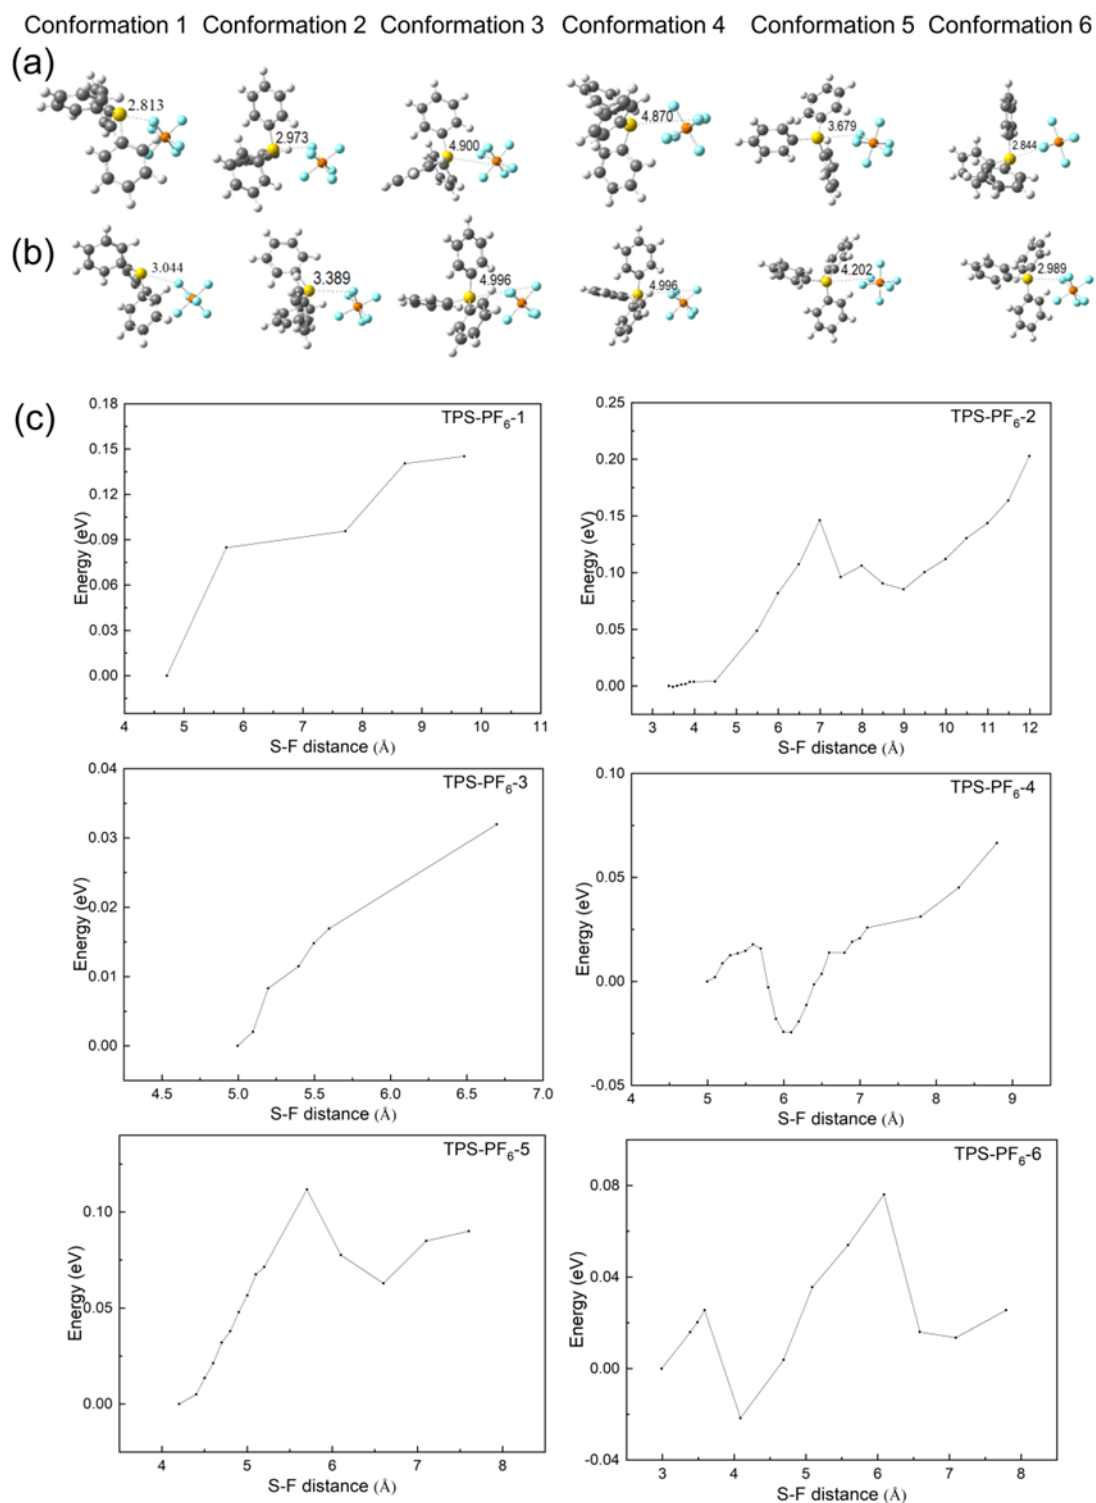 Conformation 1 Conformation 2 Conformation 3 Conformation 4 Conformation 5 Conformation 6
(a)
2.813 2.973 4.900 4.870 3.679 2.844
(b)
3.044 3.389 4.996 4.996 4.202 2.989
(c)
TPS-PF6-1
Energy (eV)
0.18
0.15
0.12
0.09
0.06
0.03
0.00
4 5 6 7 8 9 10 11
S-F distance (Å)
TPS-PF6-2
Energy (eV)
0.25
0.20
0.15
0.10
0.05
0.00
3 4 5 6 7 8 9 10 11 12
S-F distance (Å)
TPS-PF6-3
Energy (eV)
0.04
0.03
0.02
0.01
0.00
4.5 5.0 5.5 6.0 6.5 7.0
S-F distance (Å)
TPS-PF6-4
Energy (eV)
0.10
0.05
0.00
-0.05
4 5 6 7 8 9
S-F distance (Å)
TPS-PF6-5
Energy (eV)
0.10
0.05
0.00
4 5 6 7 8
S-F distance (Å)
TPS-PF6-6
Energy (eV)
0.08
0.04
0.00
-0.04
3 4 5 6 7 8
S-F distance (Å)